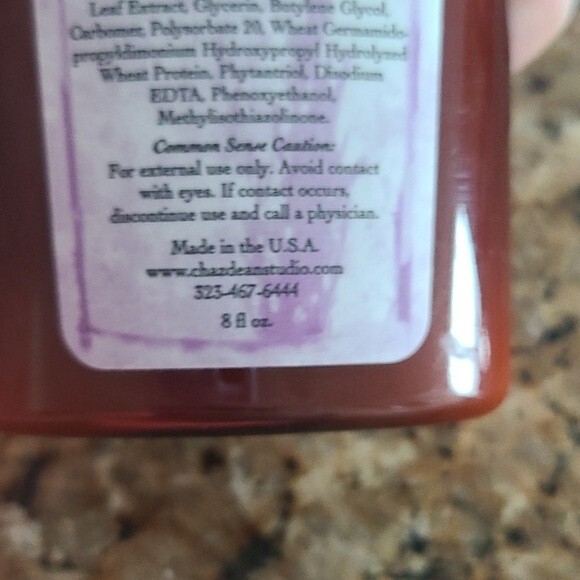 Leaf Extract, Glycerin, Butylene Glycol,
Carbomer, Polysorbate 20, Wheat Germamido-
propyldimonium Hydroxypropyl Hydrolyzed
Wheat Protein, Phytantriol, Disodium
EDTA, Phenoxyethanol,
Methylisothiazolinone.
Common Sense Caution:
For external use only. Avoid contact
with eyes. If contact occurs,
discontinue use and call a physician.
Made in the U.S.A.
www.chazdeanstudio.com
323-467-6444
8 fl oz.